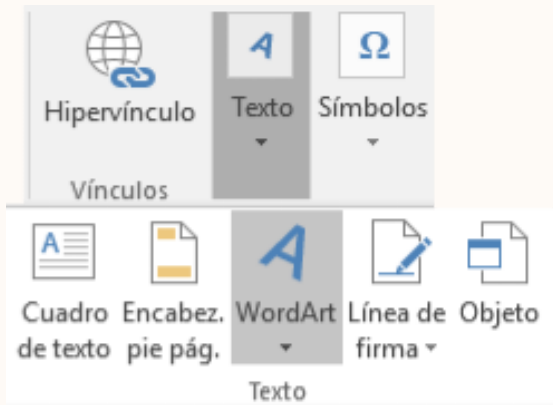 Hipervínculo Texto Símbolos
Vínculos
Cuadro Encabez. WordArt Línea de Objeto
de texto pie pág. firma
Texto